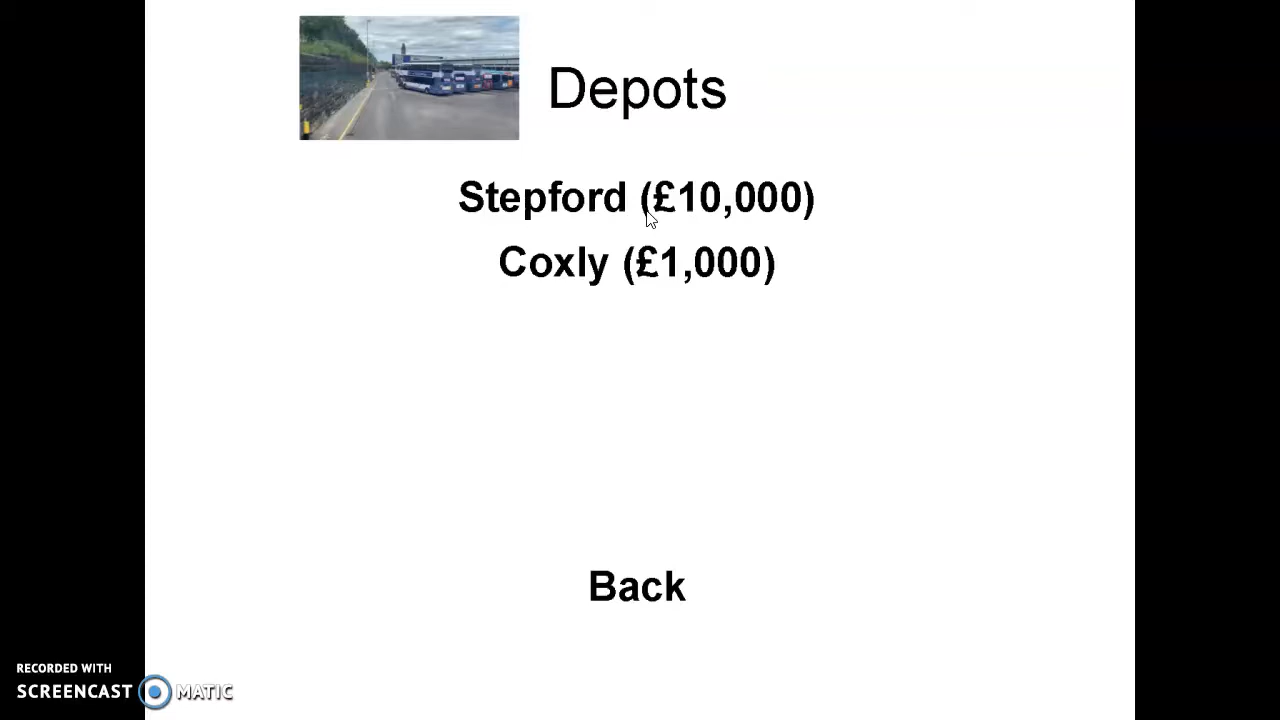 Depots
Stepford (£10,000)
Coxly (£1,000)
Back
RECORDED WITH
SCREENCAST MATIC